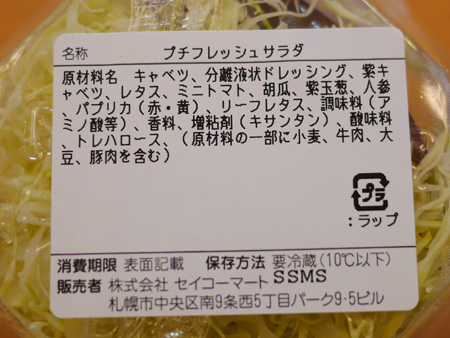 名称 プチフレッシュサラダ
原材料名 キャベツ、分離液状ドレッシング、紫キ
ャベツ、レタス、ミニトマト、胡瓜、紫玉葱、人参
、パプリカ（赤・黄）、リーフレタス、調味料（ア
ミノ酸等）、香料、増粘剤（キサンタン）、酸味料
、トレハロース、（原材料の一部に小麦、牛肉、大
豆、豚肉を含む）
プラ
：ラップ
消費期限 表面記載 保存方法 要冷蔵（10℃以下）
販売者 株式会社 セイコーマート SSMS
札幌市中央区南9条西5丁目パーク9・5ビル